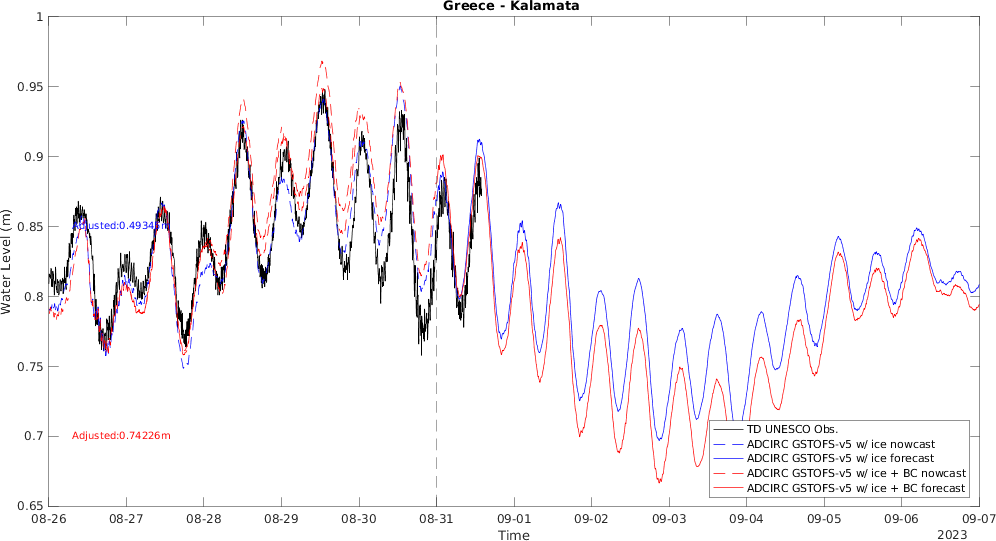 Greece - Kalamata
1
0.95
0.9
0.85
0.8
0.75
0.7
0.65
Water Level (m)
Adjusted:0.4934
Adjusted:0.74226m
TD UNESCO Obs.
ADCIRC GSTOFS-v5 w/ ice nowcast
ADCIRC GSTOFS-v5 w/ ice forecast
ADCIRC GSTOFS-v5 w/ ice + BC nowcast
ADCIRC GSTOFS-v5 w/ ice + BC forecast
08-26 08-27 08-28 08-29 08-30 08-31 09-01 09-02 09-03 09-04 09-05 09-06 09-07
Time
2023